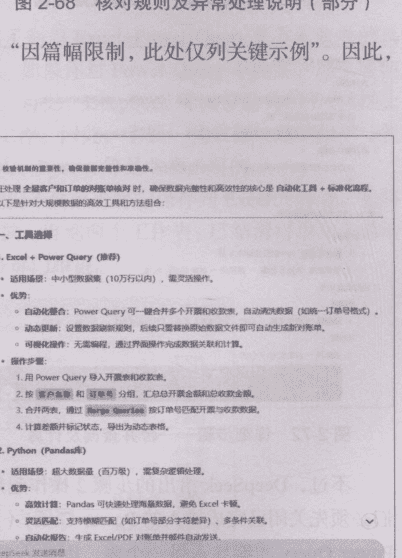 图 2-68 核对规则及异常处理说明（部分）
“因篇幅限制，此处仅列关键示例”。因此，
校验机制的重要性，确保数据完整性和准确性。
在处理 全量客户和订单的对账单核对 时，确保数据完整性和高效性的核心是 自动化工具 + 标准化流程。
以下是针对大规模数据的高效工具和方法组合：
一、工具选择
1. Excel + Power Query（推荐）
• 适用场景：中小型数据集（10万行以内），需灵活操作。
• 优势：
○ 自动化整合：Power Query 可一键合并多个开票和收款表，自动清洗数据（如统一订单号格式）。
○ 动态更新：设置数据刷新规则，后续只需替换原始数据文件即可自动生成新对账单。
○ 可视化操作：无需编程，通过界面操作完成数据关联和计算。
• 操作步骤：
1. 用 Power Query 导入开票表和收款表。
2. 按 客户名称 和 订单号 分组，汇总总开票金额和总收款金额。
3. 合并两表，通过 Merge Queries 按订单号匹配开票与收款数据。
4. 计算差额并标记状态，导出为动态表格。
2. Python（Pandas库）
• 适用场景：超大数据量（百万级），需复杂逻辑处理。
• 优势：
○ 高效计算：Pandas 可快速处理海量数据，避免 Excel 卡顿。
○ 灵活匹配：支持模糊匹配（如订单号部分字符差异）、多条件关联。
○ 自动化报告：生成 Excel/PDF 对账单并邮件自动发送。